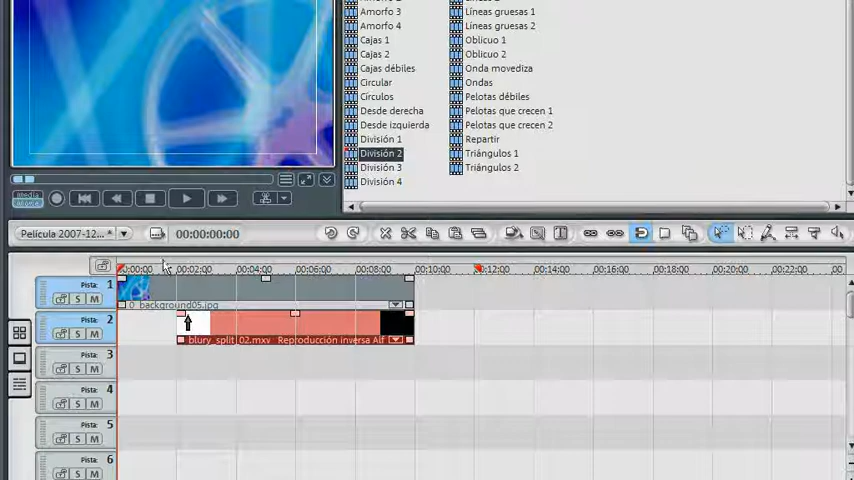 Amorfo 3
Amorfo 4
Cajas 1
Cajas 2
Cajas débiles
Circular
Círculos
Desde derecha
Desde izquierda
División 1
División 2
División 3
División 4
Líneas gruesas 1
Líneas gruesas 2
Oblicuo 1
Oblicuo 2
Onda movediza
Ondas
Pelotas débiles
Pelotas que crecen 1
Pelotas que crecen 2
Repartir
Triángulos 1
Triángulos 2
Película 2007-12...
00:00:00:00
00:02:00 00:04:00 00:06:00 00:08:00 00:10:00 00:12:00 00:14:00 00:16:00 00:18:00 00:20:00 00:22:00 00
Pista: 1
S M
0_background05.jpg
Pista: 2
S M
blury_split_02.mxv Reproducción inversa Alf
Pista: 3
S M
Pista: 4
S M
Pista: 5
S M
Pista: 6
S M